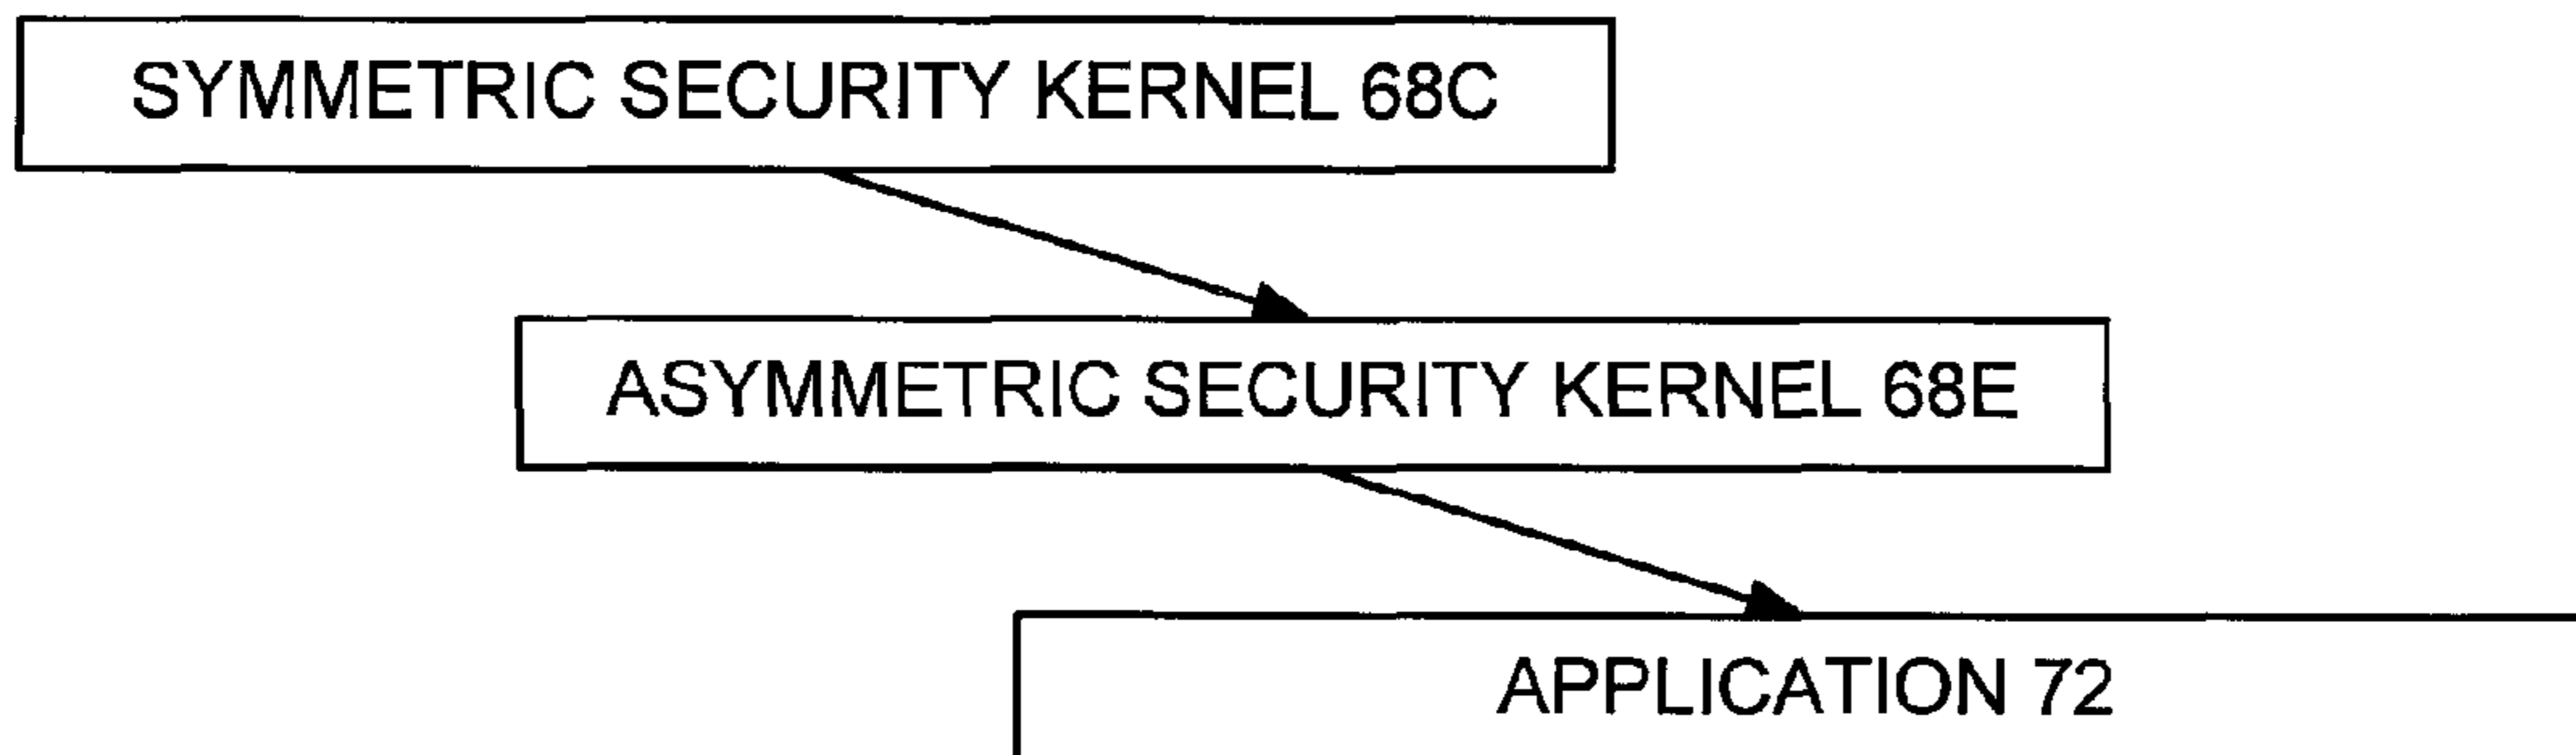 SYMMETRIC SECURITY KERNEL 68C
ASYMMETRIC SECURITY KERNEL 68E
APPLICATION 72